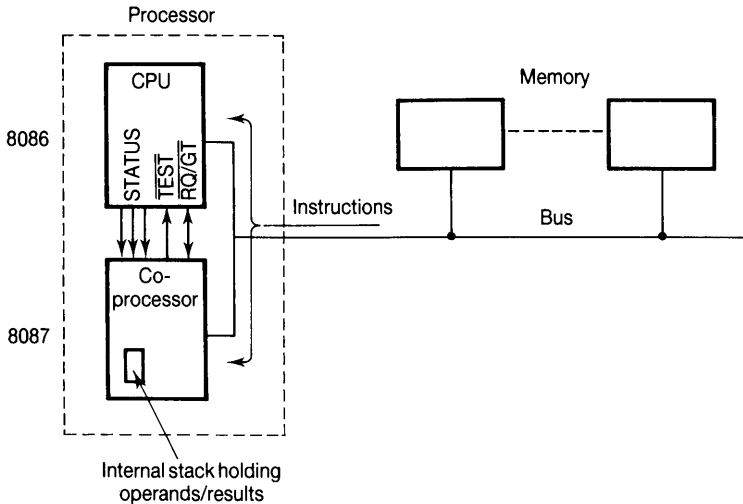 Processor
CPU
Memory
8086
STATUS
TEST
RQ/GT
Instructions
Bus
Co-
processor
8087
Internal stack holding
operands/results